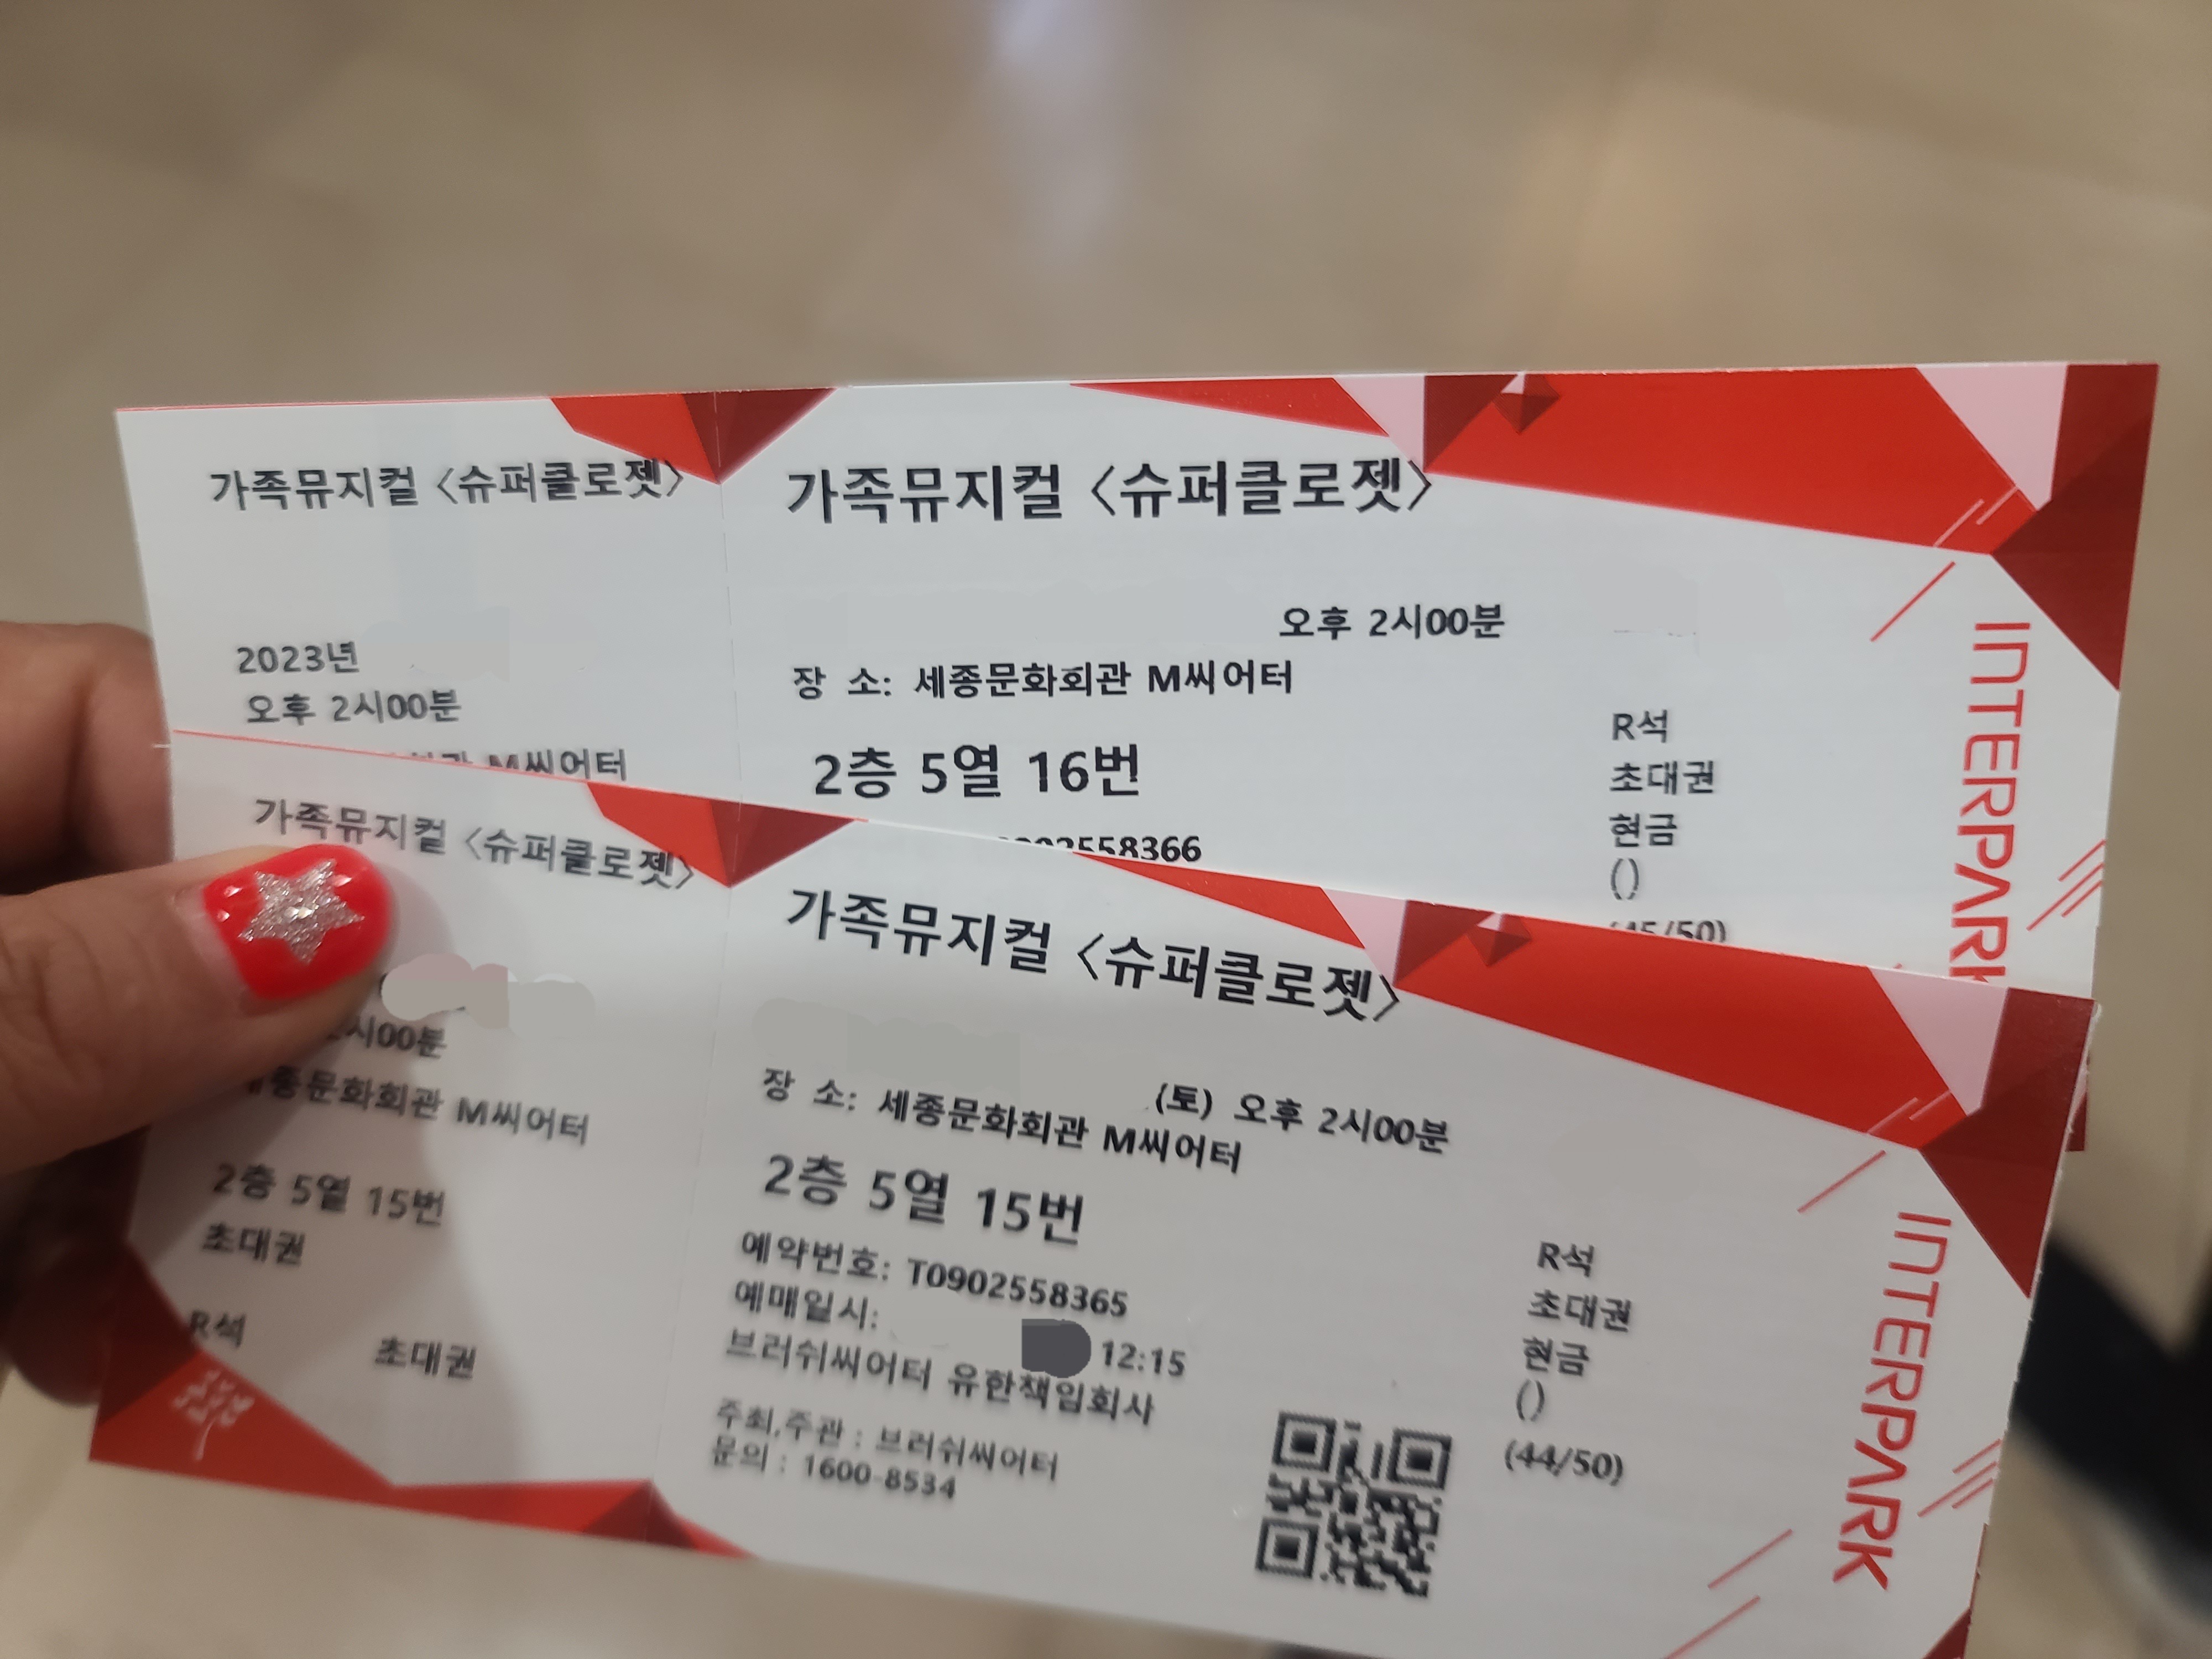 가족뮤지컬 〈슈퍼클로젯〉
2023년
오후 2시00분
M씨어터
가족뮤지컬 〈슈퍼클로젯〉
오후 2시00분
장 소: 세종문화회관 M씨어터
2층 5열 16번
2558366
R석
초대권
현금
()
(45/50)
INTERPARK
가족뮤지컬 〈슈퍼클로젯〉
시00분
종문화회관 M씨어터
2층 5열 15번
초대권
R석 초대권
가족뮤지컬 〈슈퍼클로젯〉
(토) 오후 2시00분
장 소: 세종문화회관 M씨어터
2층 5열 15번
예약번호: T0902558365
예매일시: 12:15
브러쉬씨어터 유한책임회사
주최,주관 : 브러쉬씨어터
문의 : 1600-8534
R석
초대권
현금
()
(44/50)
INTERPARK